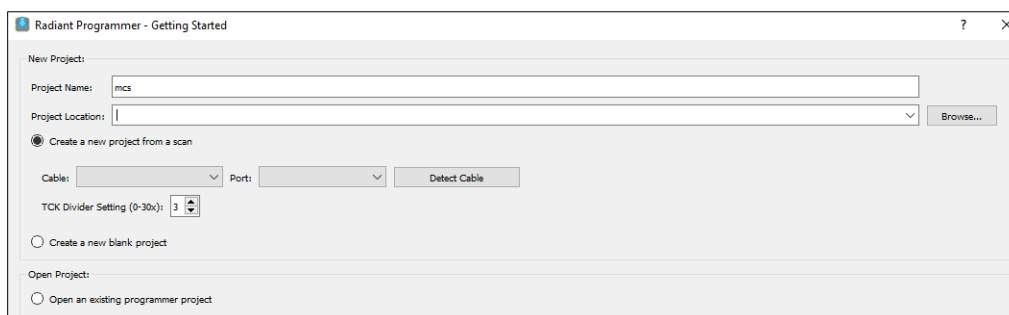 Radiant Programmer - Getting Started ?
New Project:
Project Name: mcs
Project Location: Browse...
Create a new project from a scan
Cable: Port: Detect Cable
TCK Divider Setting (0-30x): 3
Create a new blank project
Open Project:
Open an existing programmer project